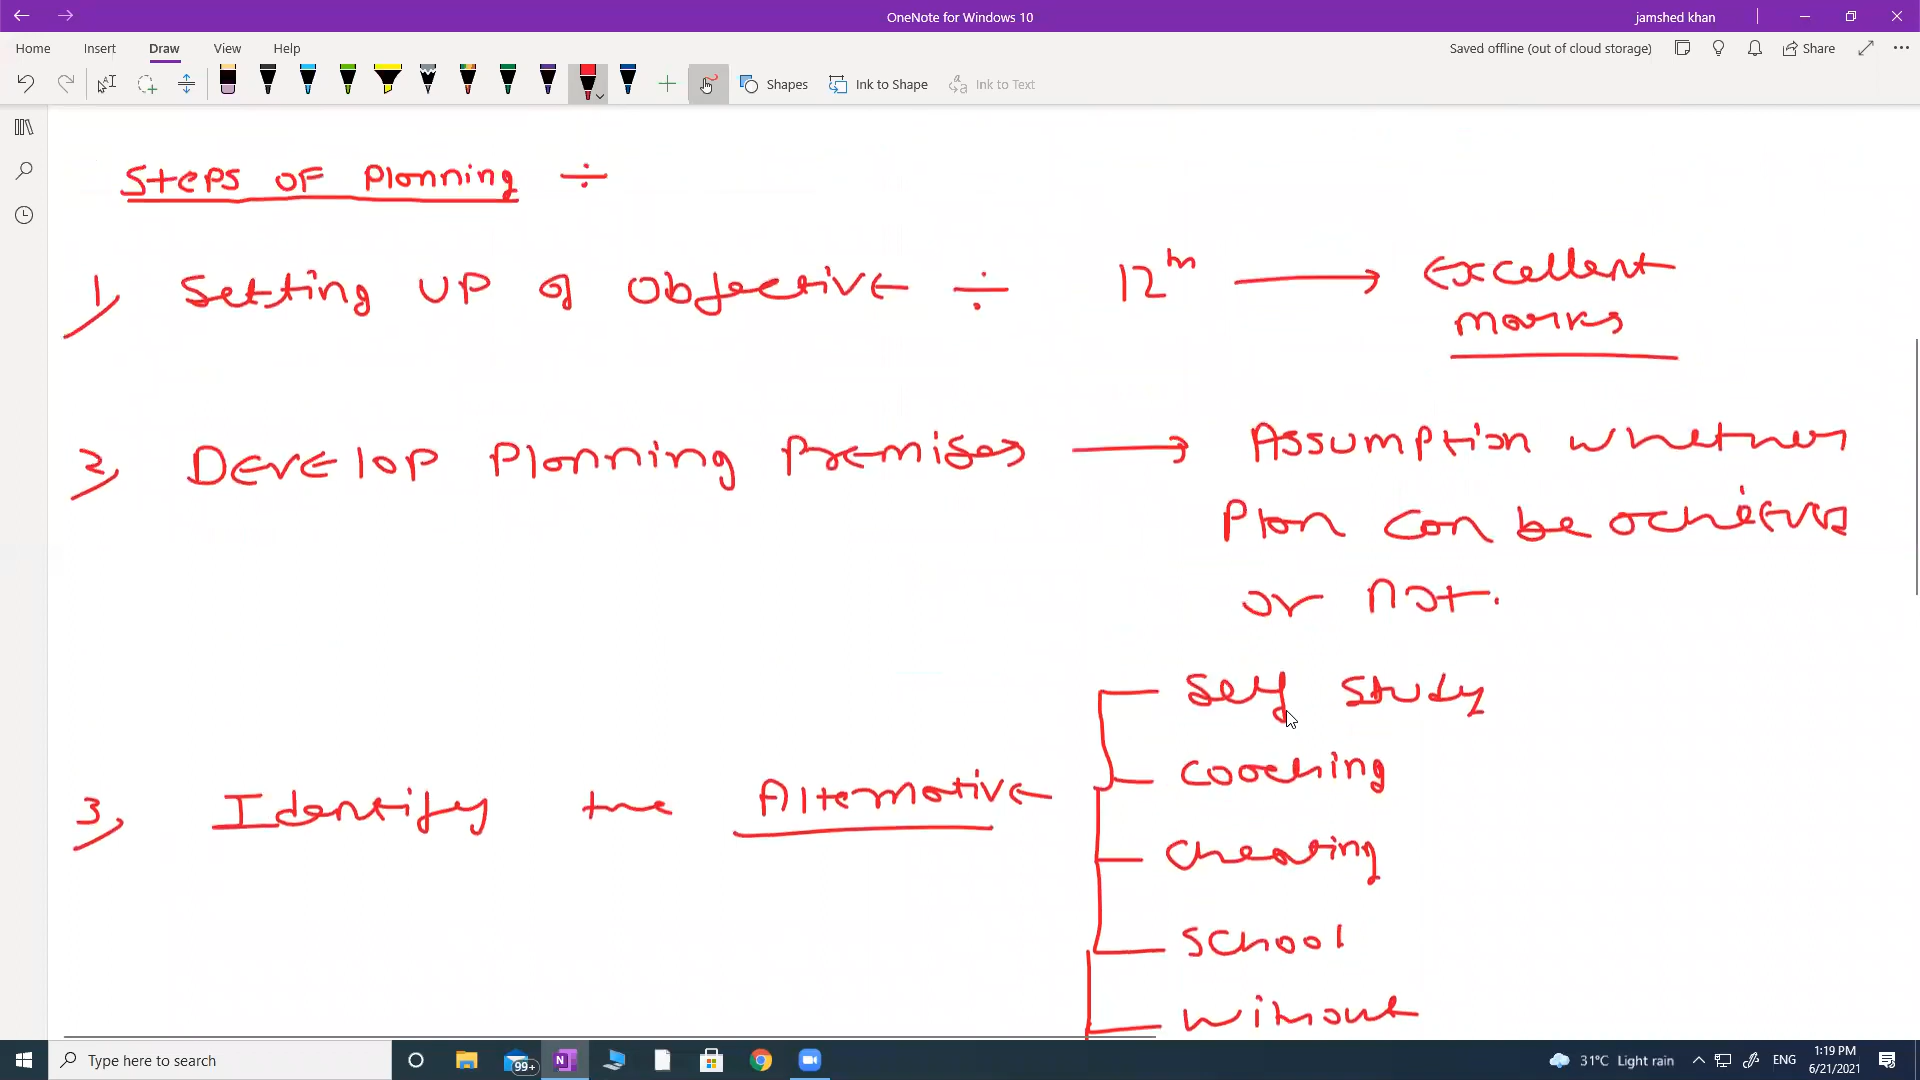 OneNote for Windows 10
jamshed khan
Home Insert Draw View Help
Saved offline (out of cloud storage)
Share
Shapes
Ink to Shape
Ink to Text
Steps of Planning ÷
1, Setting up of objective ÷ 12th → Excellent
marks
2, Develop Planning Premises → Assumption whether
Plan can be achieved
or not.
Self study
coaching
3, Identify the Alternative
cheating
school
without
Type here to search
99+
31°C Light rain
ENG
1:19 PM
6/21/2021